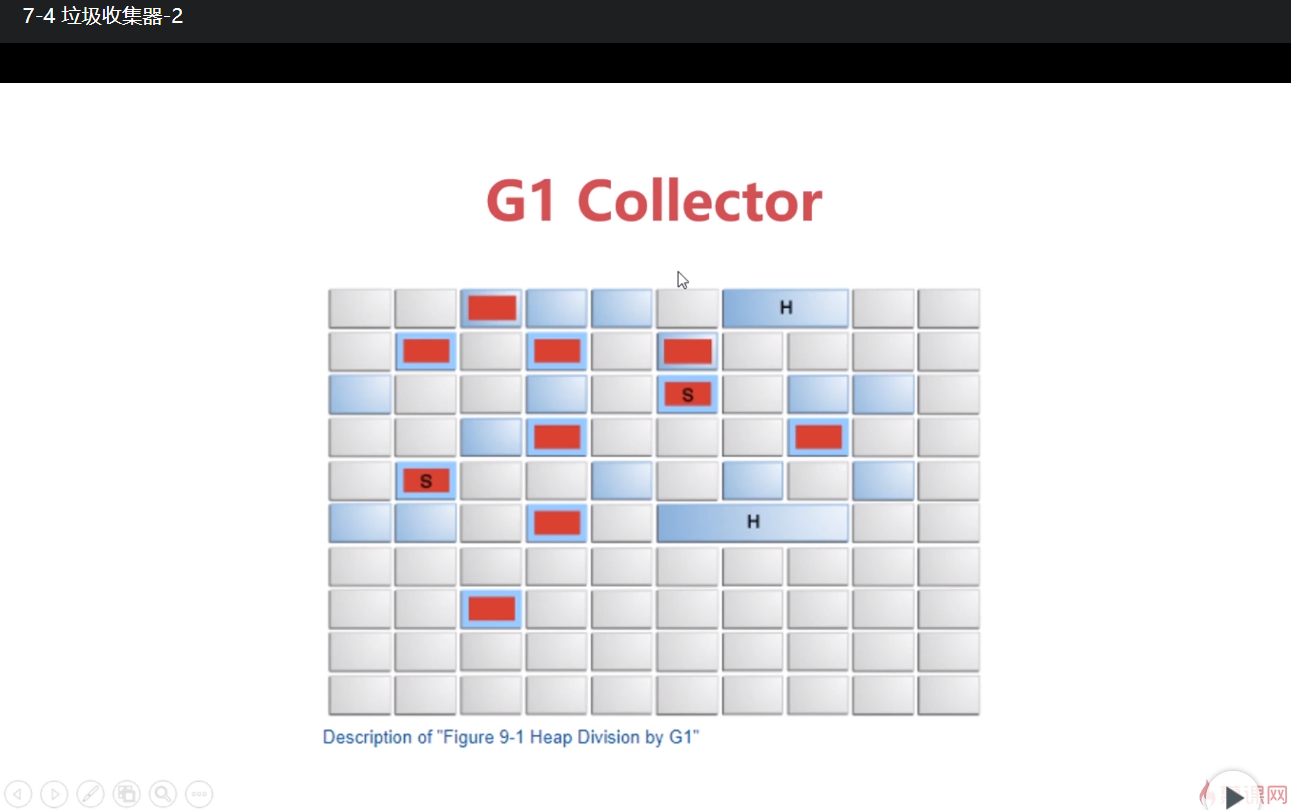 7-4 垃圾收集器-2
G1 Collector
H
S
S
H
Description of "Figure 9-1 Heap Division by G1"
课网